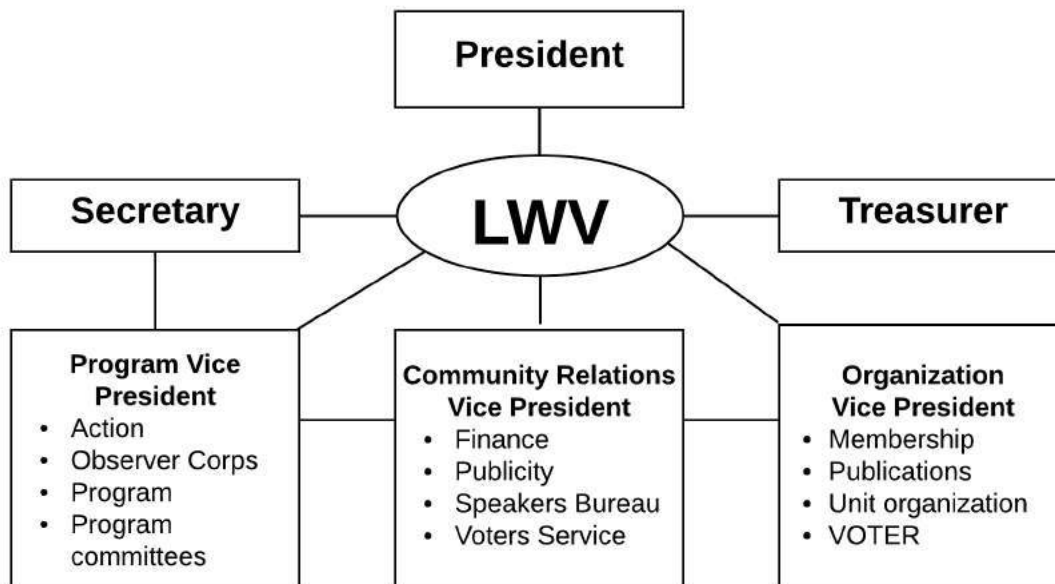 President
Secretary
LWV
Treasurer
Program Vice
President
• Action
• Observer Corps
• Program
• Program
committees
Community Relations
Vice President
• Finance
• Publicity
• Speakers Bureau
• Voters Service
Organization
Vice President
• Membership
• Publications
• Unit organization
• VOTER